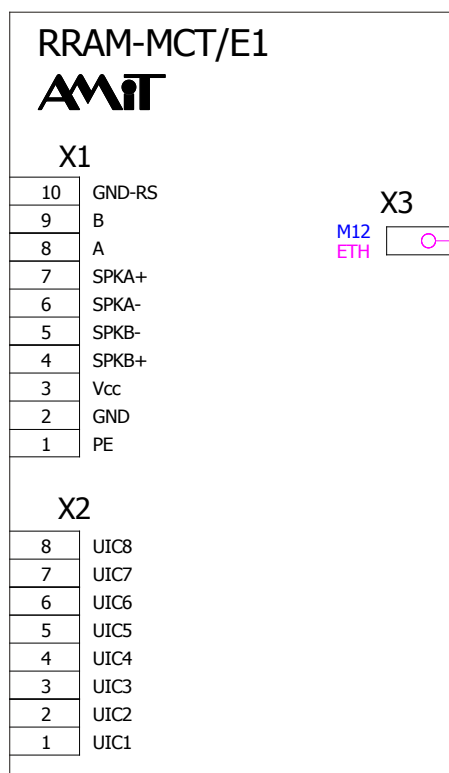 RRAM-MCT/E1
AMiT
X1
10 GND-RS
9 B
8 A
7 SPKA+
6 SPKA-
5 SPKB-
4 SPKB+
3 Vcc
2 GND
1 PE
X3
M12
ETH
X2
8 UIC8
7 UIC7
6 UIC6
5 UIC5
4 UIC4
3 UIC3
2 UIC2
1 UIC1